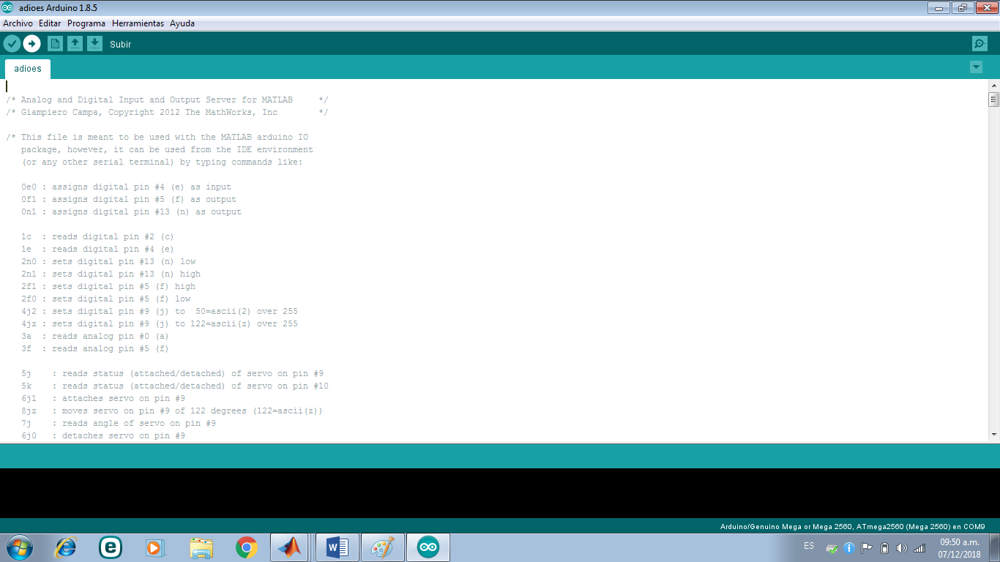 adioes Arduino 1.8.5
Archivo Editar Programa Herramientas Ayuda
Subir
adioes
/* Analog and Digital Input and Output Server for MATLAB */
/* Giampiero Campa, Copyright 2012 The MathWorks, Inc */
/* This file is meant to be used with the MATLAB arduino IO
package, however, it can be used from the IDE environment
(or any other serial terminal) by typing commands like:
0e0 : assigns digital pin #4 (e) as input
0f1 : assigns digital pin #5 (f) as output
0n1 : assigns digital pin #13 (n) as output
1c : reads digital pin #2 (c)
1e : reads digital pin #4 (e)
2n0 : sets digital pin #13 (n) low
2n1 : sets digital pin #13 (n) high
2f1 : sets digital pin #5 (f) high
2f0 : sets digital pin #5 (f) low
4j2 : sets digital pin #9 (j) to 50=ascii(2) over 255
4jz : sets digital pin #9 (j) to 122=ascii(z) over 255
3a : reads analog pin #0 (a)
3f : reads analog pin #5 (f)
5j : reads status (attached/detached) of servo on pin #9
5k : reads status (attached/detached) of servo on pin #10
6j1 : attaches servo on pin #9
8jz : moves servo on pin #9 of 122 degrees (122=ascii(z))
7j : reads angle of servo on pin #9
6j0 : detaches servo on pin #9
Arduino/Genuino Mega or Mega 2560, ATmega2560 (Mega 2560) en COM9
ES
09:50 a.m.
07/12/2018